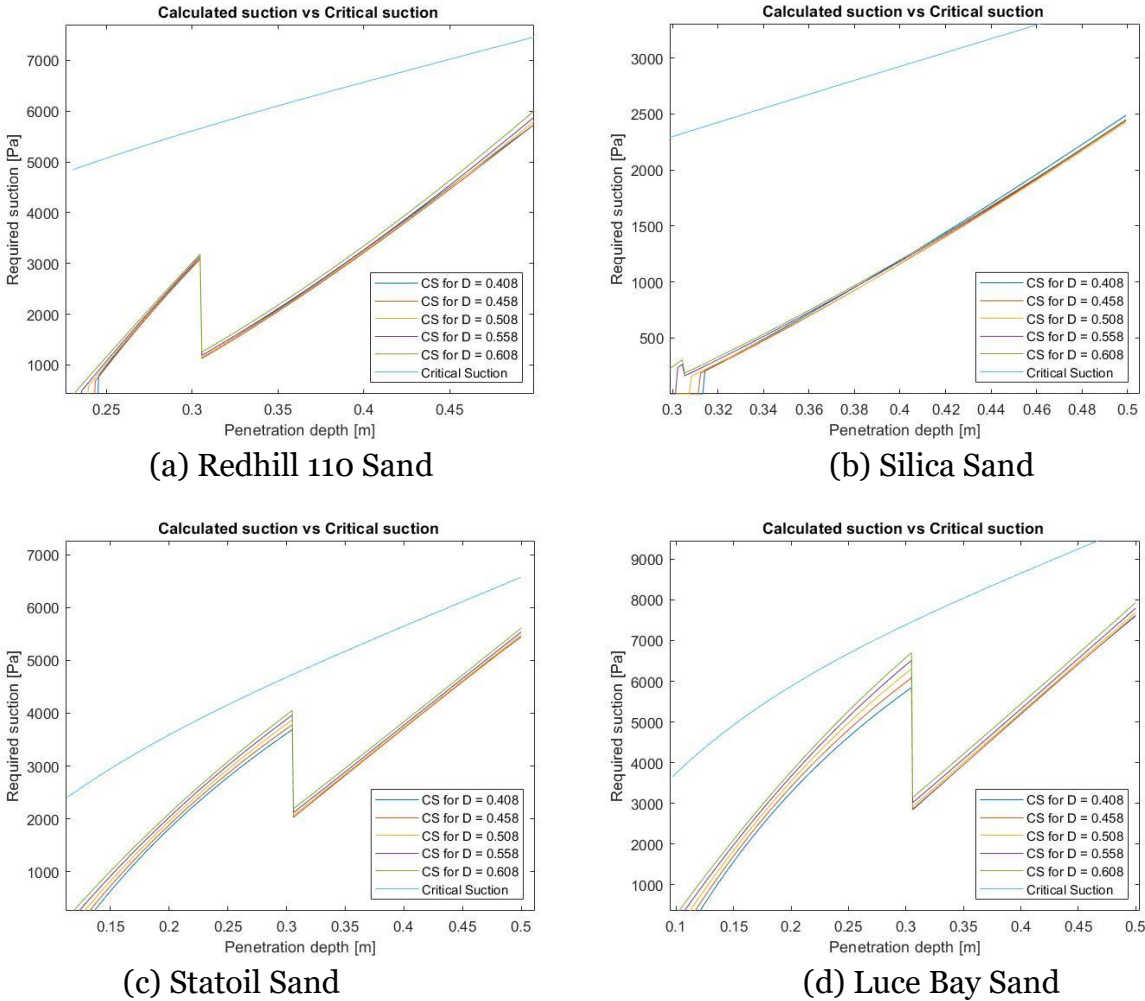 Calculated suction vs Critical suction
7000
6000
5000
4000
3000
2000
1000
Required suction [Pa]
CS for D = 0.408
CS for D = 0.458
CS for D = 0.508
CS for D = 0.558
CS for D = 0.608
Critical Suction
0.25 0.3 0.35 0.4 0.45
Penetration depth [m]
(a) Redhill 110 Sand
Calculated suction vs Critical suction
3000
2500
2000
1500
1000
500
Required suction [Pa]
CS for D = 0.408
CS for D = 0.458
CS for D = 0.508
CS for D = 0.558
CS for D = 0.608
Critical Suction
0.3 0.32 0.34 0.36 0.38 0.4 0.42 0.44 0.46 0.48 0.5
Penetration depth [m]
(b) Silica Sand
Calculated suction vs Critical suction
7000
6000
5000
4000
3000
2000
1000
Required suction [Pa]
CS for D = 0.408
CS for D = 0.458
CS for D = 0.508
CS for D = 0.558
CS for D = 0.608
Critical Suction
0.15 0.2 0.25 0.3 0.35 0.4 0.45 0.5
Penetration depth [m]
(c) Statoil Sand
Calculated suction vs Critical suction
9000
8000
7000
6000
5000
4000
3000
2000
1000
Required suction [Pa]
CS for D = 0.408
CS for D = 0.458
CS for D = 0.508
CS for D = 0.558
CS for D = 0.608
Critical Suction
0.1 0.15 0.2 0.25 0.3 0.35 0.4 0.45 0.5
Penetration depth [m]
(d) Luce Bay Sand